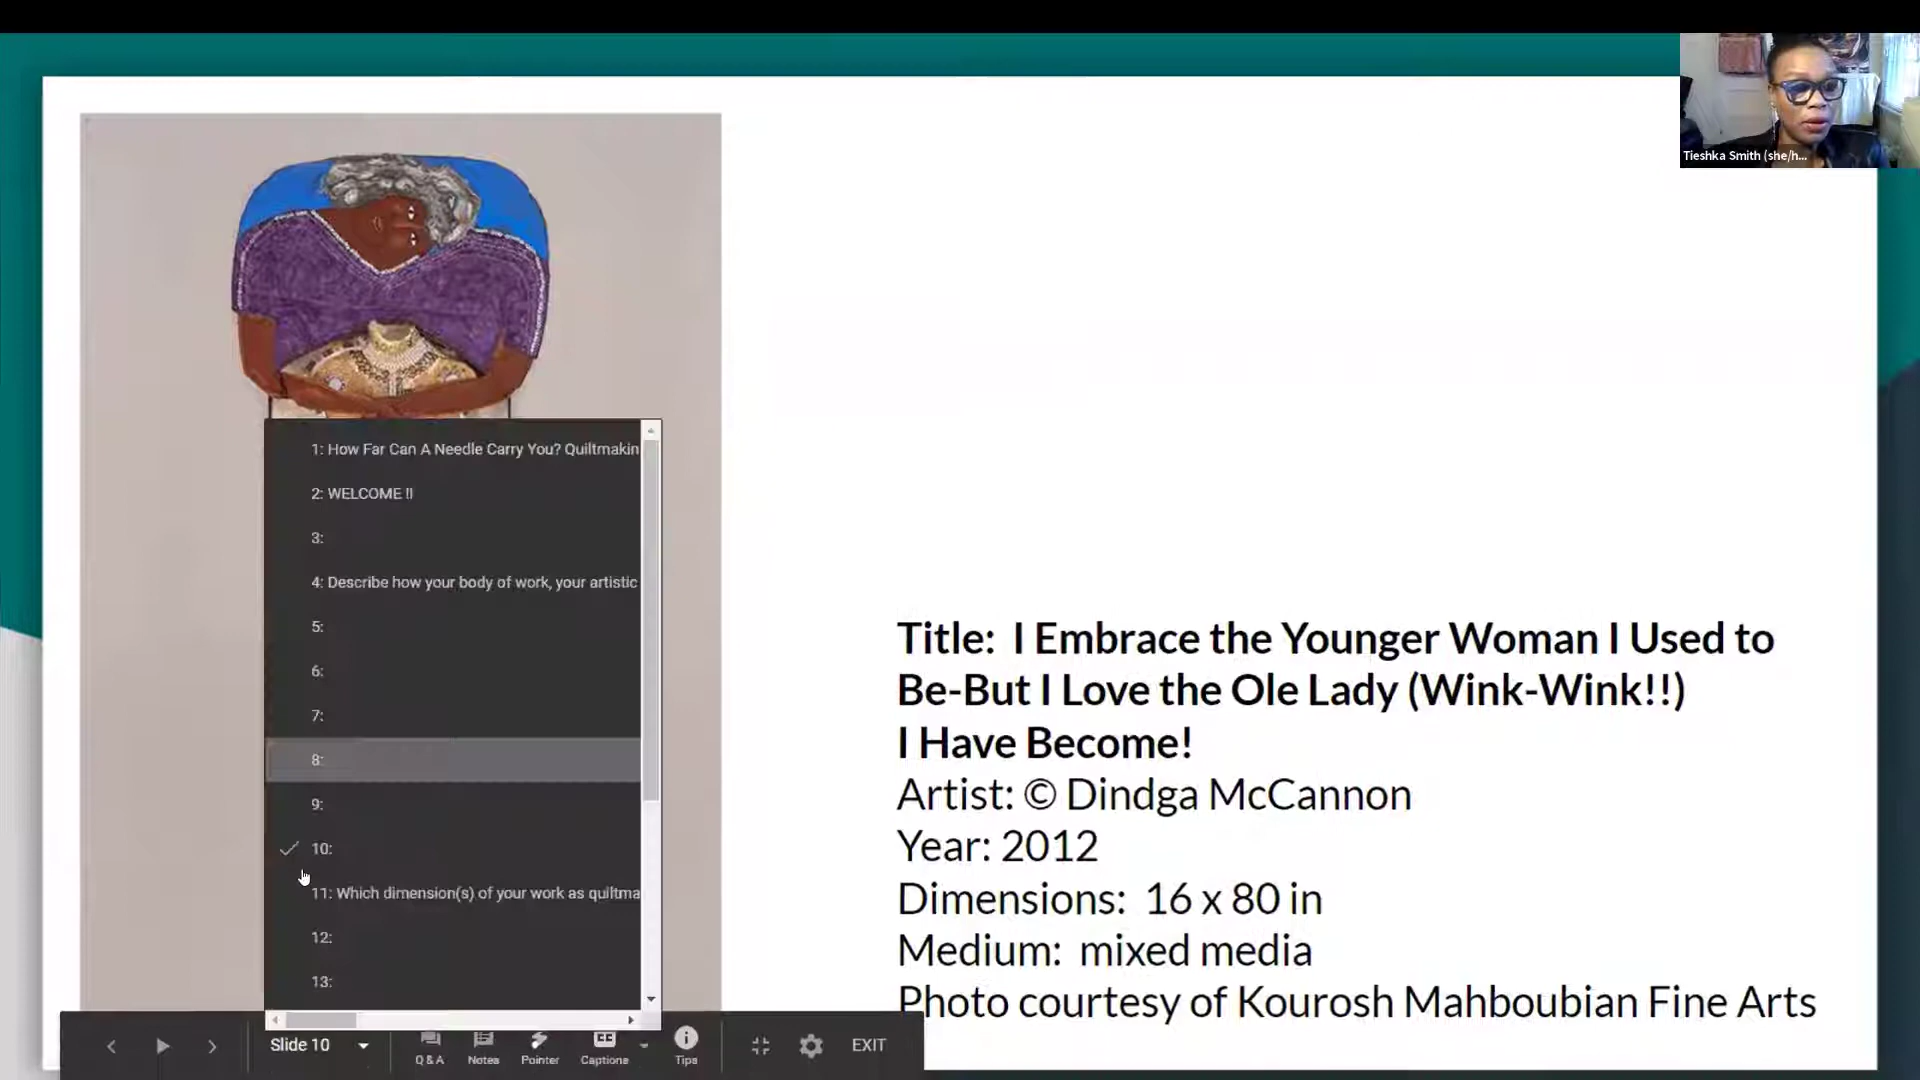 Tieshka Smith (she/h...
1: How Far Can A Needle Carry You? Quiltmakin
2: WELCOME !!
3:
4: Describe how your body of work, your artistic
5:
6:
7:
8:
9:
10:
11: Which dimension(s) of your work as quiltma
12:
13:
Title: I Embrace the Younger Woman I Used to
Be-But I Love the Ole Lady (Wink-Wink!!)
I Have Become!
Artist: © Dindga McCannon
Year: 2012
Dimensions: 16 x 80 in
Medium: mixed media
Photo courtesy of Kourosh Mahboubian Fine Arts
Slide 10
Q & A
Notes
Pointer
CC
Captions
Tips
EXIT